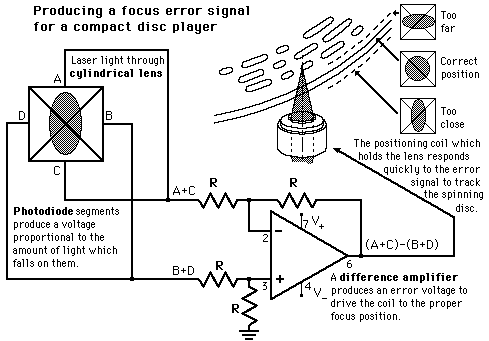 Producing a focus error signal
for a compact disc player
Too
far
Correct
position
Too
close
Laser light through
cylindrical lens
A
D
B
C
The positioning coil which
holds the lens responds
quickly to the error
signal to track
the spinning
disc.
Photodiode segments
produce a voltage
proportional to the
amount of light which
falls on them.
A+C
R
R
2
7 V+
6
(A+C)-(B+D)
B+D
R
3
4 V-
R
- 
+
A difference amplifier
produces an error voltage to
drive the coil to the proper
focus position.